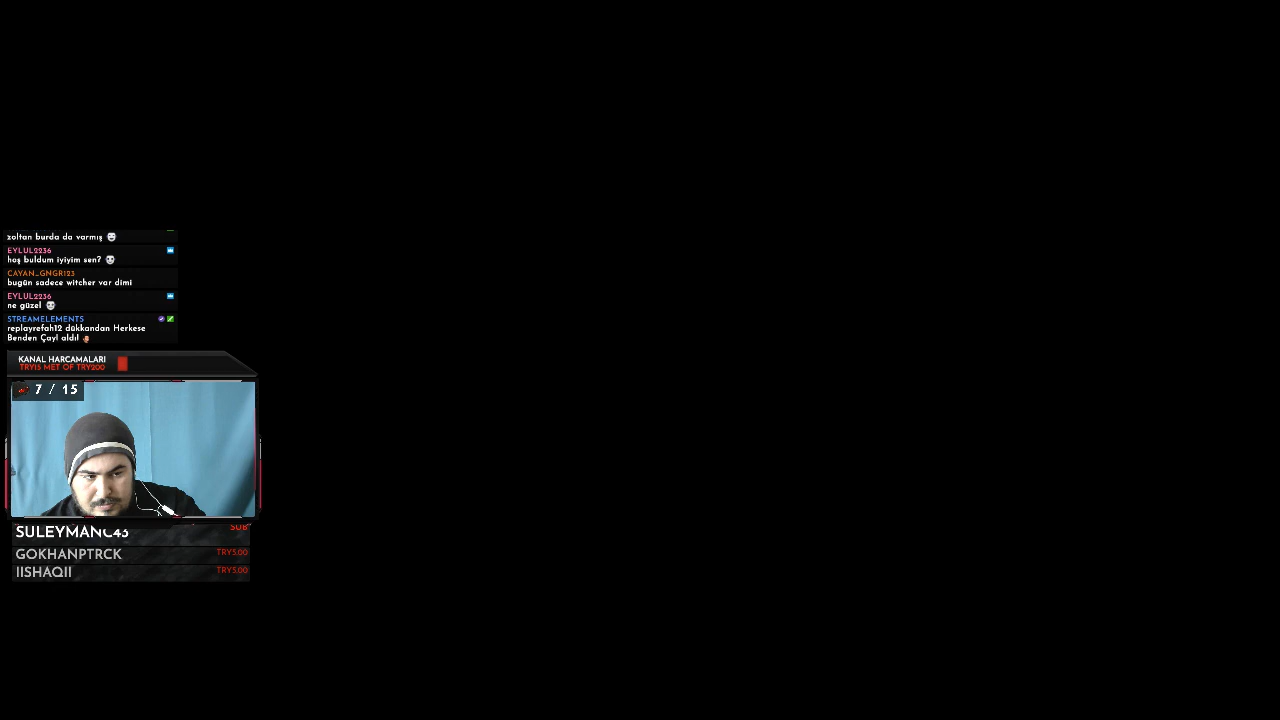 zoltan burda da varmış
EYLUL2236
hoş buldum iyiyim sen?
CAYAN_GNGR123
bugün sadece witcher var dimi
EYLUL2236
ne güzel
STREAMELEMENTS
replayrefah12 dükkandan Herkese
Benden Çayl aldı!
KANAL HARCAMALARI
TRY15 MET OF TRY200
7 / 15
SULEYMANC43 SUB
GOKHANPTRCK TRY5.00
IISHAQII TRY5.00